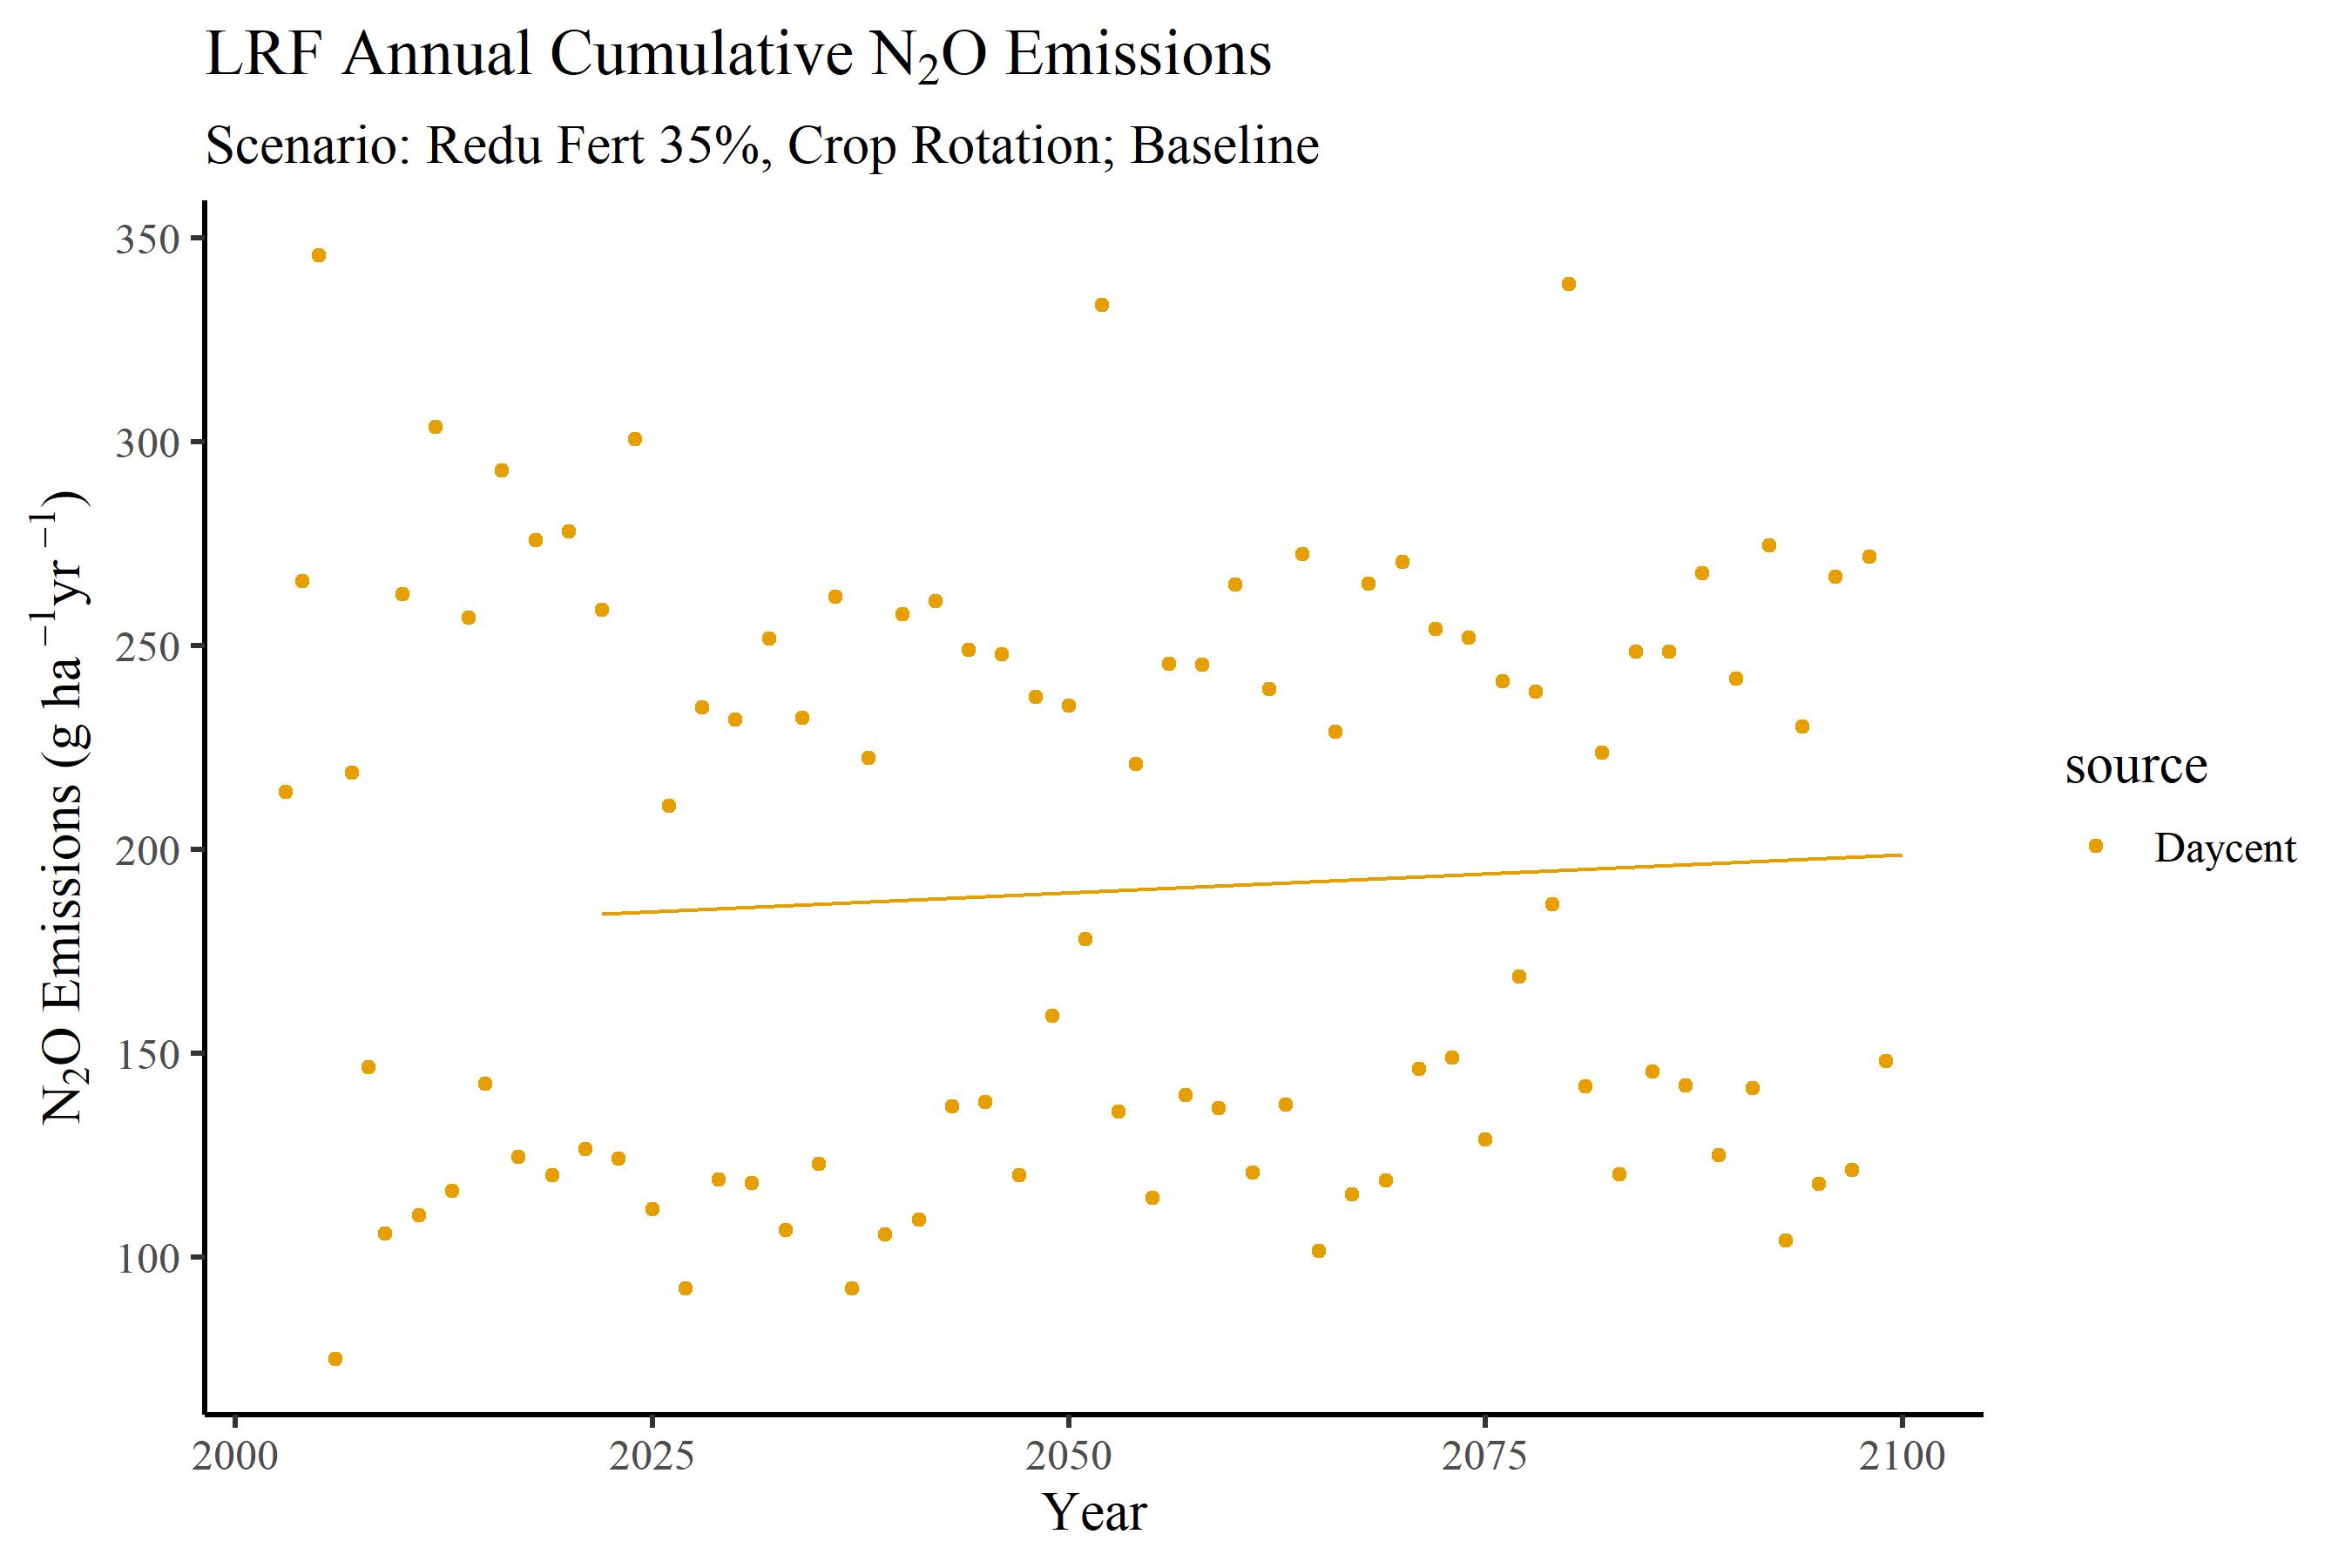 LRF Annual Cumulative N₂O Emissions
Scenario: Redu Fert 35%, Crop Rotation; Baseline
N₂O Emissions (g ha ⁻¹yr ⁻¹)
350
300
250
200
150
100
2000 2025 2050 2075 2100
Year
source
Daycent